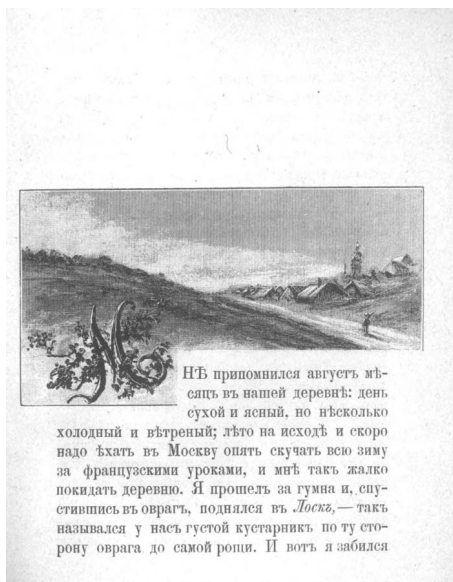 МНѢ припомнился августъ мѣ-
сяцъ въ нашей деревнѣ: день
сухой и ясный, но нѣсколько
холодный и вѣтреный; лѣто на исходѣ и скоро
надо ѣхать въ Москву опять скучать всю зиму
за французскими уроками, и мнѣ такъ жалко
покидать деревню. Я прошелъ за гумна и, спу-
стившись въ оврагъ, поднялся въ Лоскъ,—такъ
назывался у насъ густой кустарникъ по ту сто-
рону оврага до самой рощи. И вотъ я забился